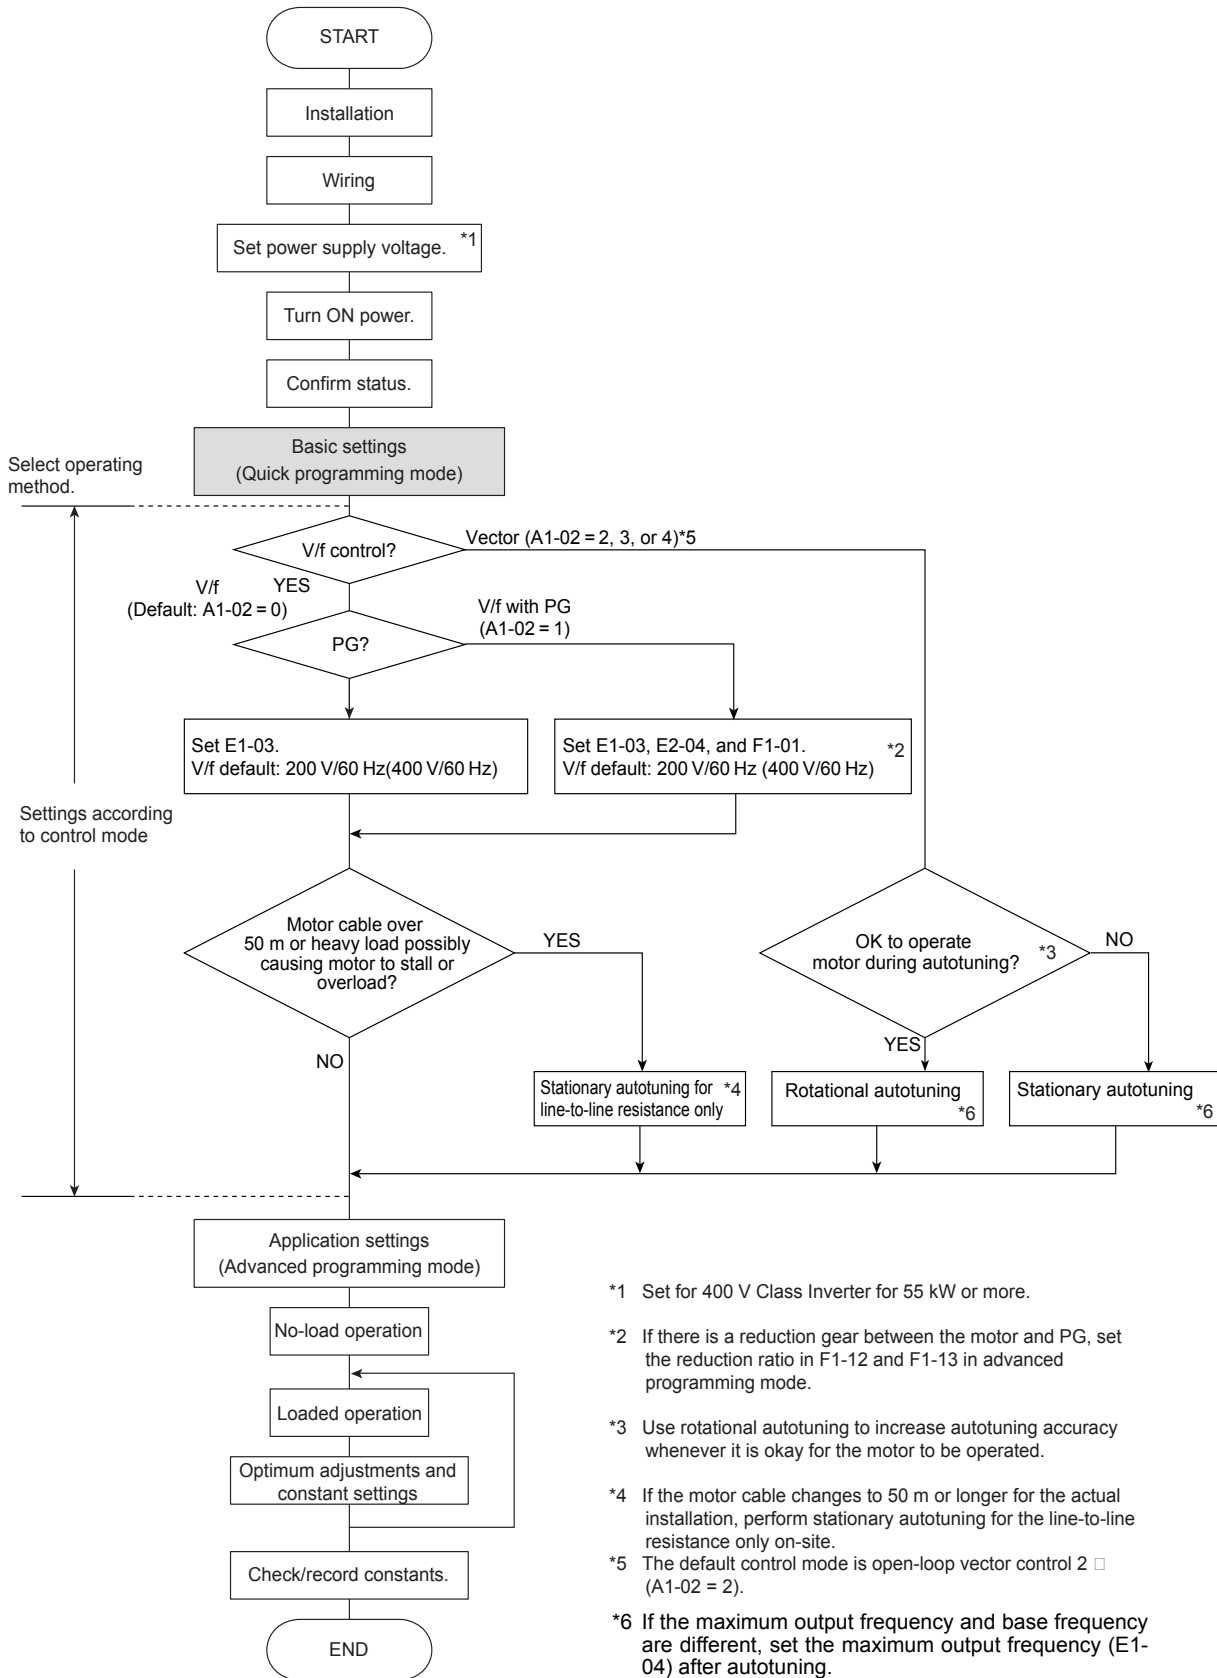 START
Installation
Wiring
Set power supply voltage. *1
Turn ON power.
Confirm status.
Basic settings
(Quick programming mode)
Select operating
method.
V/f control?
Vector (A1-02 = 2, 3, or 4)*5
V/f
(Default: A1-02 = 0)
YES
V/f with PG
(A1-02 = 1)
PG?
Set E1-03.
V/f default: 200 V/60 Hz(400 V/60 Hz)
Set E1-03, E2-04, and F1-01.
V/f default: 200 V/60 Hz (400 V/60 Hz)
*2
Settings according
to control mode
Motor cable over
50 m or heavy load possibly
causing motor to stall or
overload?
YES
NO
OK to operate
motor during autotuning?
*3
NO
YES
Stationary autotuning for
line-to-line resistance only
*4
Rotational autotuning
*6
Stationary autotuning
*6
Application settings
(Advanced programming mode)
No-load operation
Loaded operation
Optimum adjustments and
constant settings
Check/record constants.
END
*1 Set for 400 V Class Inverter for 55 kW or more.
*2 If there is a reduction gear between the motor and PG, set
the reduction ratio in F1-12 and F1-13 in advanced
programming mode.
*3 Use rotational autotuning to increase autotuning accuracy
whenever it is okay for the motor to be operated.
*4 If the motor cable changes to 50 m or longer for the actual
installation, perform stationary autotuning for the line-to-line
resistance only on-site.
*5 The default control mode is open-loop vector control 2 □
(A1-02 = 2).
*6 If the maximum output frequency and base frequency
are different, set the maximum output frequency (E1-
04) after autotuning.